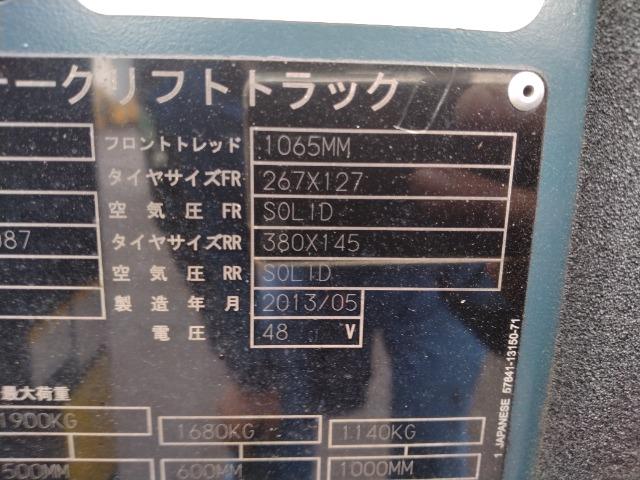 ークリフトトラック
フロントトレッド 1065MM
タイヤサイズFR 267X127
空気圧FR SOLID
087 タイヤサイズRR 380X145
空気圧RR SOLID
製造年月 2013/05
電圧 48 V
最大荷重
1900KG 1680KG 1140KG
500MM 600MM 1000MM
1 JAPANESE 57841-13150-71